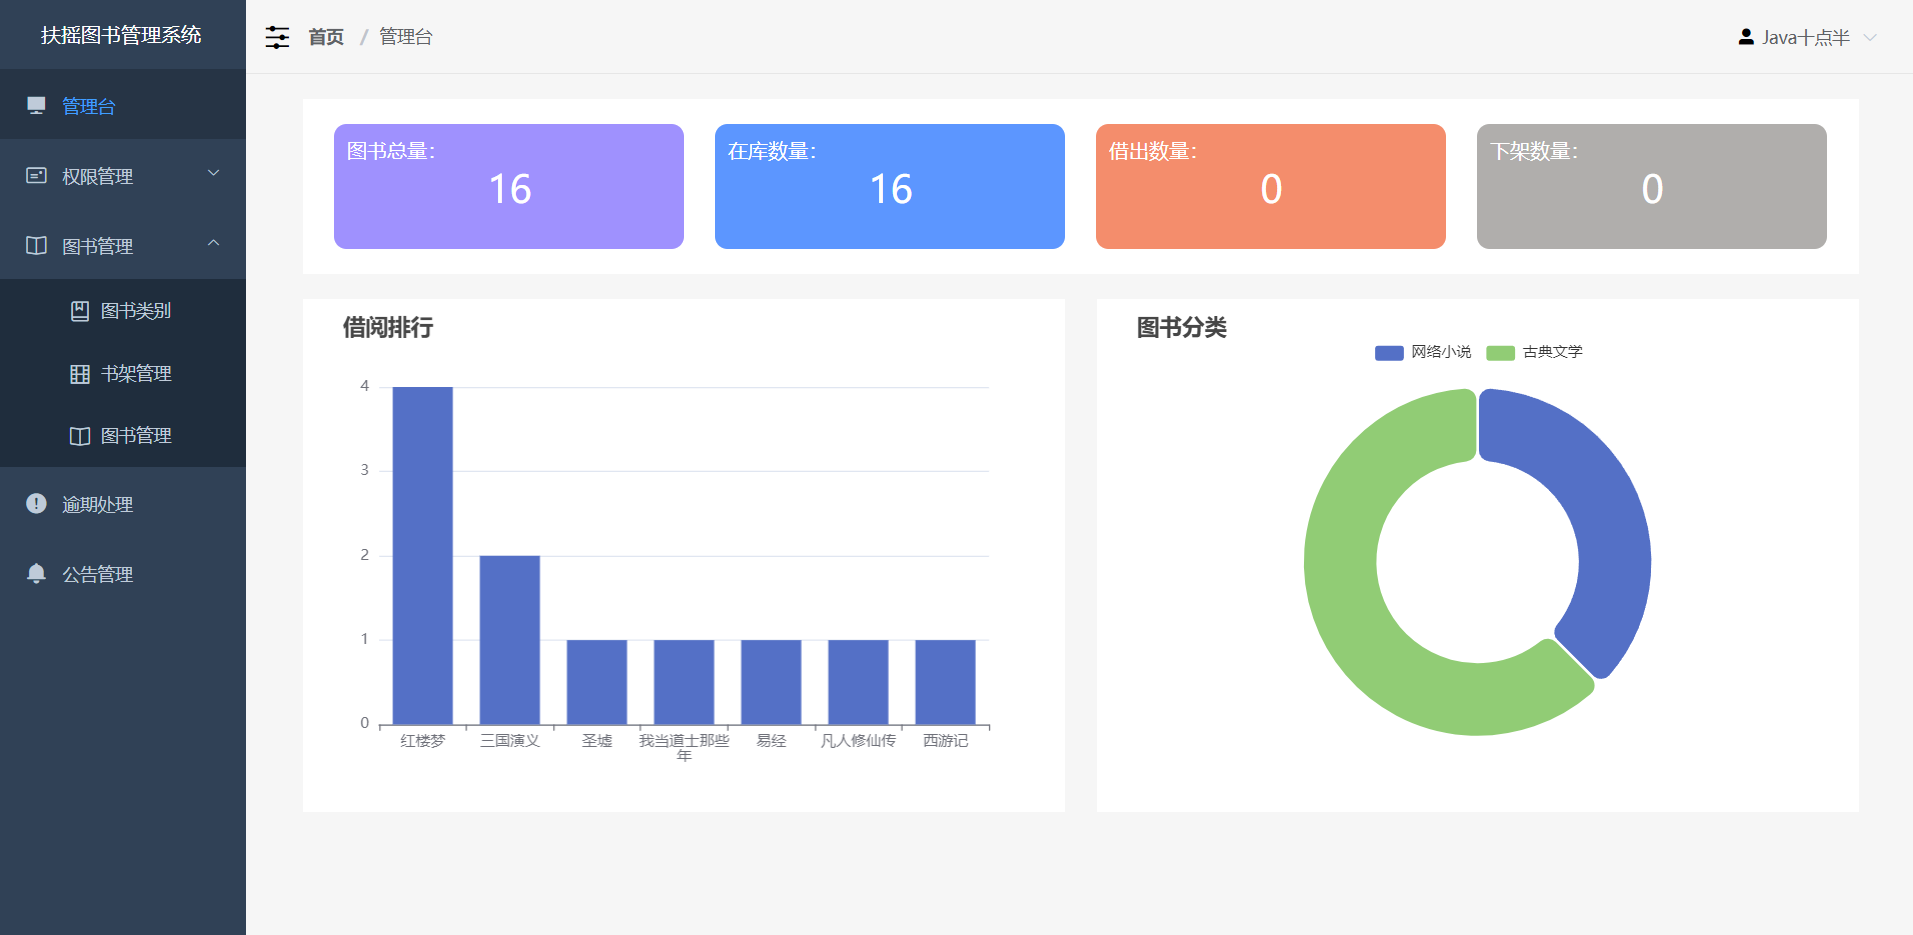 扶摇图书管理系统
管理台
权限管理
图书管理
图书类别
书架管理
图书管理
逾期处理
公告管理
首页 / 管理台
Java十点半
图书总量：
16
在库数量：
16
借出数量：
0
下架数量：
0
借阅排行
4
3
2
1
0
红楼梦
三国演义
圣墟
我当道士那些
年
易经
凡人修仙传
西游记
图书分类
网络小说
古典文学